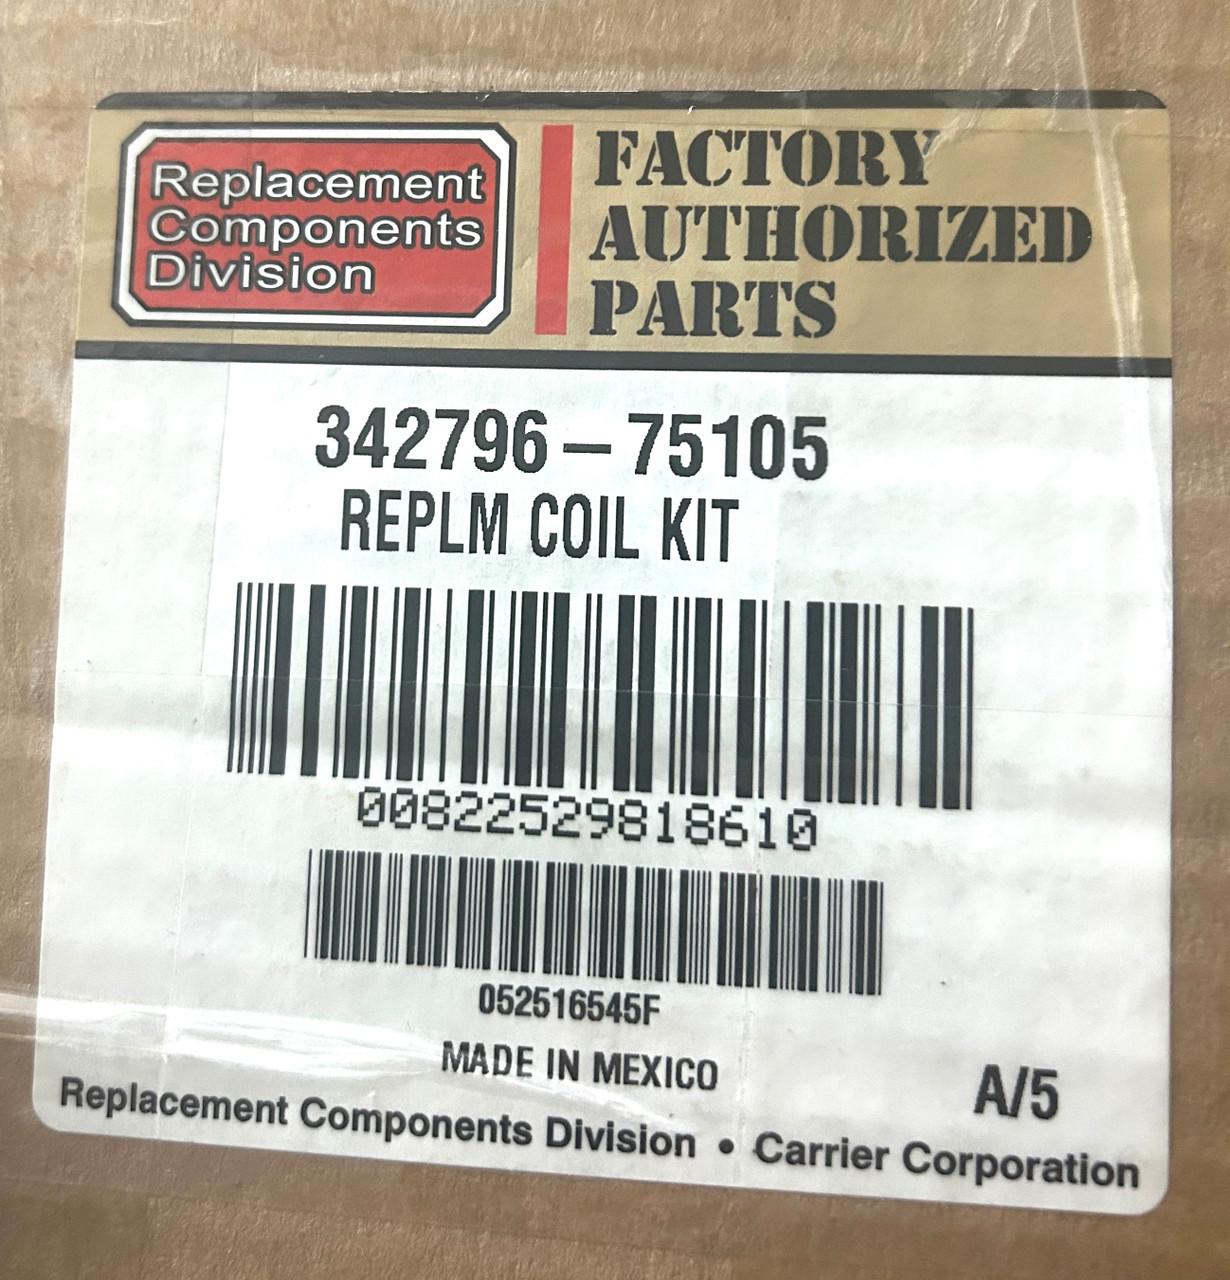 Replacement
Components
Division
FACTORY
AUTHORIZED
PARTS
342796-75105
REPLM COIL KIT
00822529818610
052516545F
MADE IN MEXICO
A/5
Replacement Components Division • Carrier Corporation